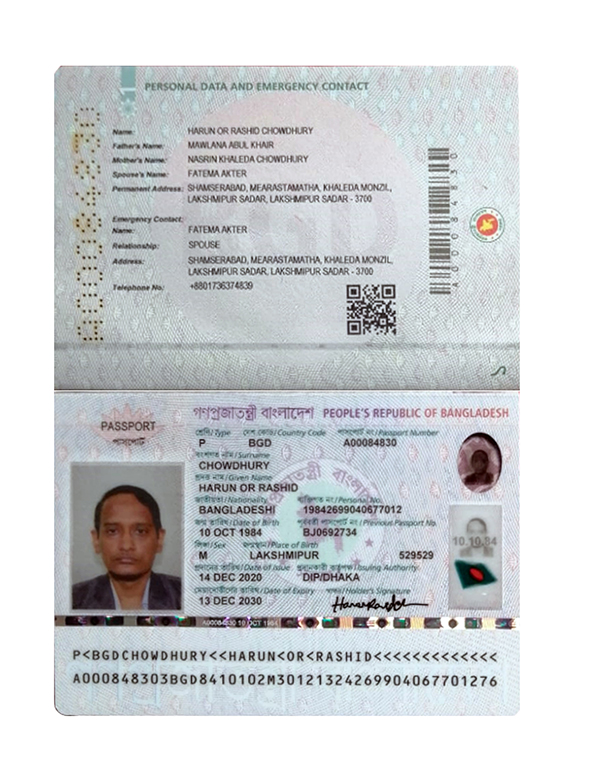 PERSONAL DATA AND EMERGENCY CONTACT
Name: HARUN OR RASHID CHOWDHURY
Father's Name: MAWLANA ABUL KHAIR
Mother's Name: NASRIN KHALEDA CHOWDHURY
Spouse's Name: FATEMA AKTER
Permanent Address: SHAMSERABAD, MEARASTAMATHA, KHALEDA MONZIL,
LAKSHMIPUR SADAR, LAKSHMIPUR SADAR - 3700
Emergency Contact:
Name: FATEMA AKTER
Relationship: SPOUSE
Address: SHAMSERABAD, MEARASTAMATHA, KHALEDA MONZIL,
LAKSHMIPUR SADAR, LAKSHMIPUR SADAR - 3700
Telephone No: +8801736374839
BGD
A00084830
গণপ্রজাতন্ত্রী বাংলাদেশ PEOPLE'S REPUBLIC OF BANGLADESH
PASSPORT
পাসপোর্ট
শ্রেণী/Type দেশ কোড/Country Code পাসপোর্ট নং/Passport Number
P BGD A00084830
বংশগত নাম/Surname
CHOWDHURY
প্রদত্ত নাম/Given Name
HARUN OR RASHID
জাতীয়তা/Nationality ব্যক্তিগত নং/Personal No.
BANGLADESHI 19842699040677012
জন্ম তারিখ/Date of Birth পূর্ববর্তী পাসপোর্ট নং/Previous Passport No.
10 OCT 1984 BJ0692734
লিঙ্গ/Sex জন্মস্থান/Place of Birth
M LAKSHMIPUR 529529
প্রদানের তারিখ/Date of Issue প্রদানকারী কর্তৃপক্ষ/Issuing Authority
14 DEC 2020 DIP/DHAKA
মেয়াদোত্তীর্ণের তারিখ/Date of Expiry স্বাক্ষর/Holder's Signature
13 DEC 2030
10.10.84
A00084830 10 OCT 1984
P<BGDCHOWDHURY<<HARUN<OR<RASHID<<<<<<<<<<<<<
A000848303BGD8410102M30121324269904067701276